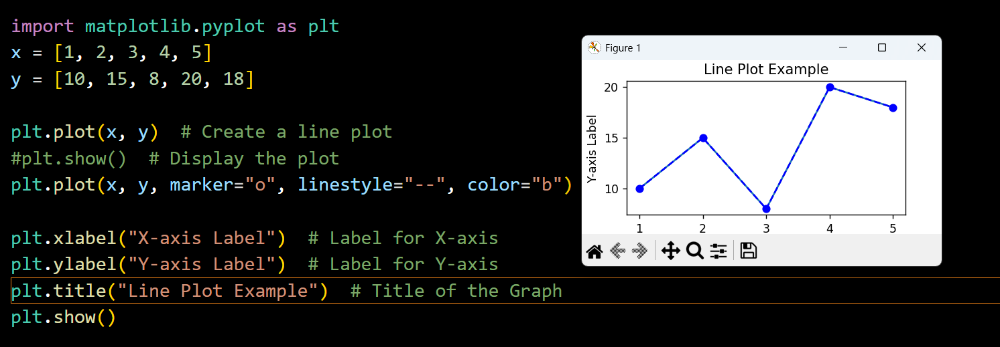 import matplotlib.pyplot as plt
x = [1, 2, 3, 4, 5]
y = [10, 15, 8, 20, 18]
plt.plot(x, y)  # Create a line plot
#plt.show()  # Display the plot
plt.plot(x, y, marker="o", linestyle="--", color="b")
plt.xlabel("X-axis Label")  # Label for X-axis
plt.ylabel("Y-axis Label")  # Label for Y-axis
plt.title("Line Plot Example")  # Title of the Graph
plt.show()
Figure 1
Line Plot Example
Y-axis Label
20
15
10
1 2 3 4 5